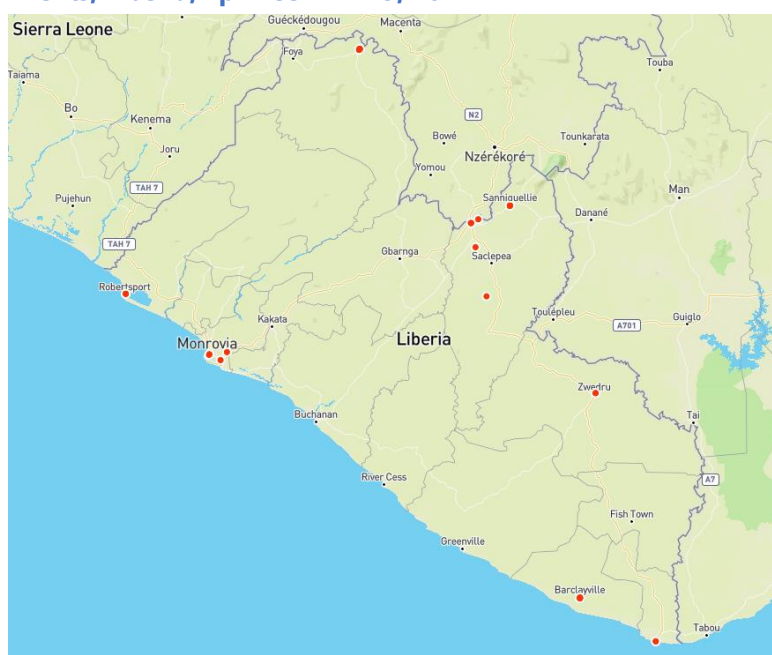 Sierra Leone
Guéckédougou
Macenta
Foya
Touba
Taiama
Bo
Kenema
N2
Bowé
Tounkarata
Joru
Nzérékoré
Yomou
TAH 7
Man
Pujehun
Sanniquellie
Danané
TAH 7
Gbarnga
Saclepea
Robertsport
Toulépleu
Guiglo
Kakata
A701
Monrovia
Liberia
Zwedru
Buchanan
Tai
River Cess
A7
Fish Town
Greenville
Barclayville
Tabou